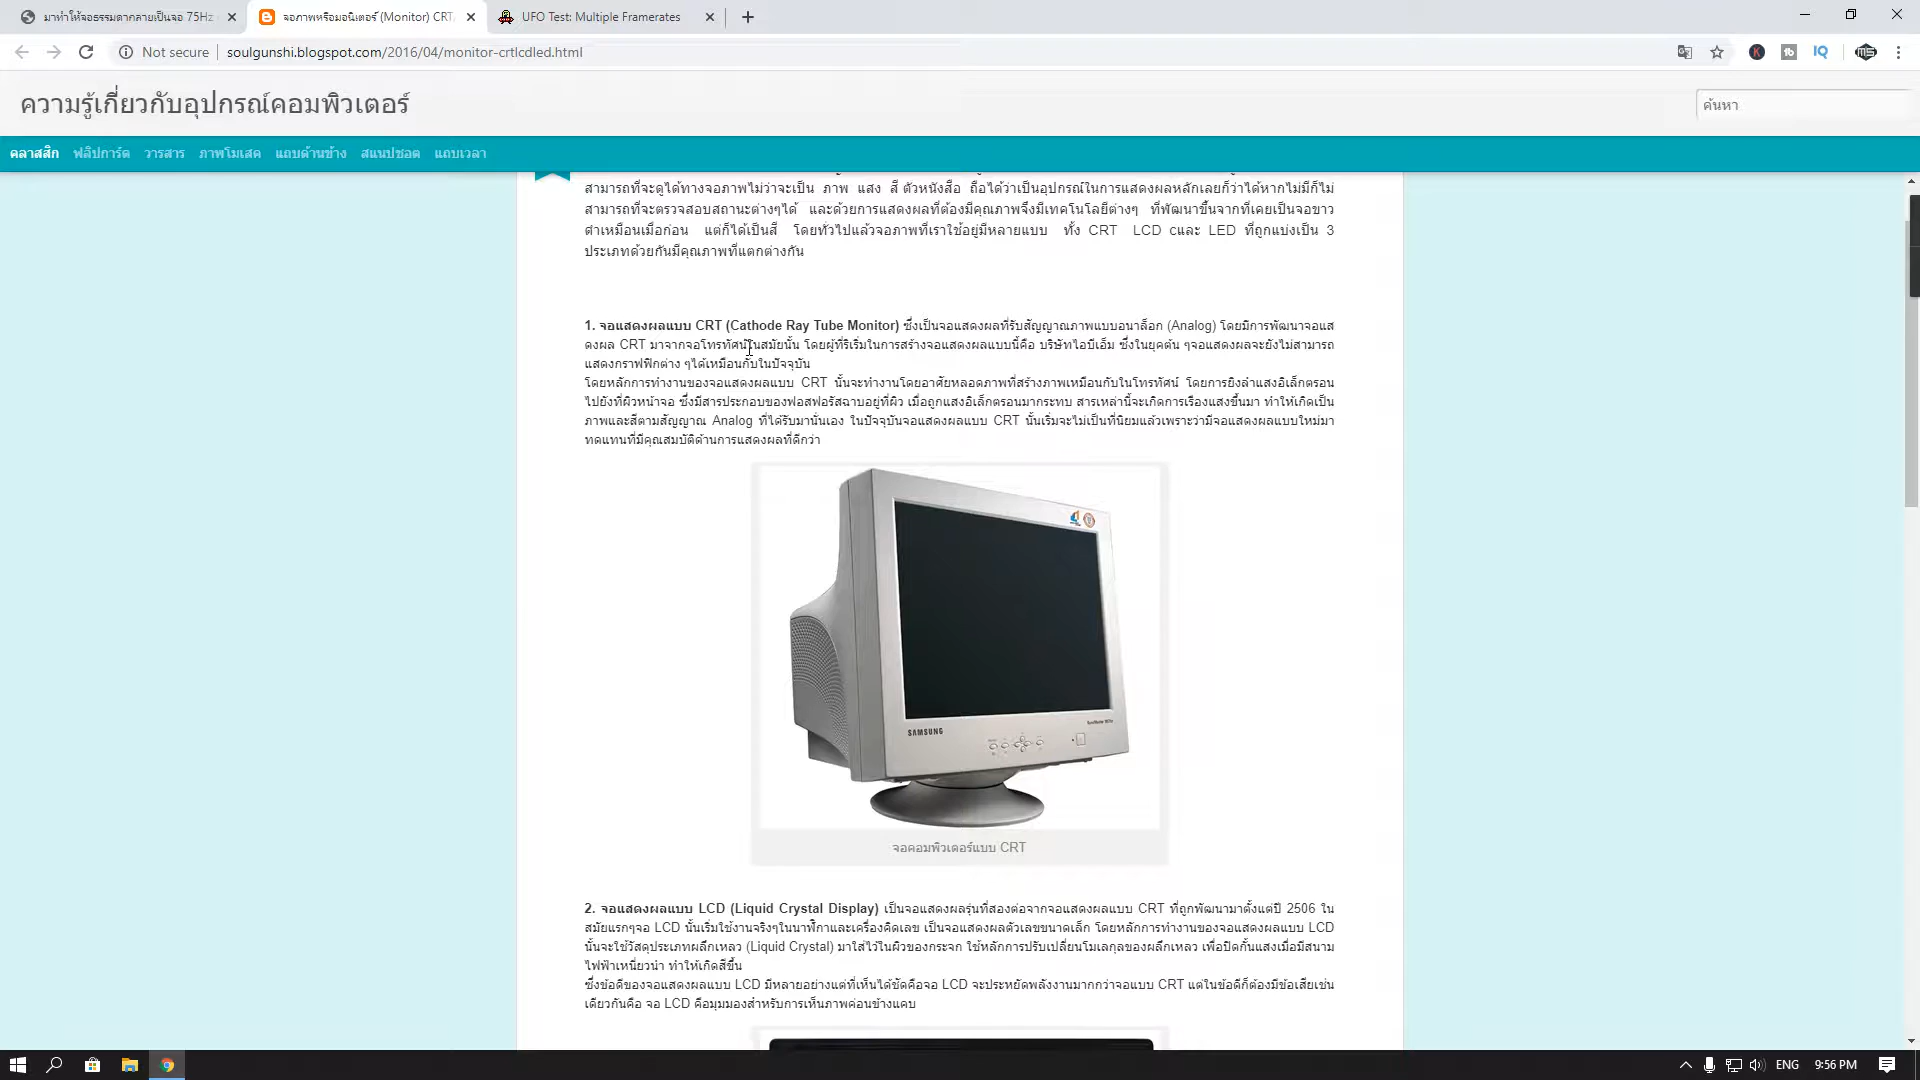 มาทำให้จอธรรมดากลายเป็นจอ 75Hz
จอภาพหรือมอนิเตอร์ (Monitor) CRT
UFO Test: Multiple Framerates
Not secure
soulgunshi.blogspot.com/2016/04/monitor-crtlcdled.html
ความรู้เกี่ยวกับอุปกรณ์คอมพิวเตอร์
ค้นหา
คลาสสิก ฟลิปการ์ด วารสาร ภาพโมเสค แถบด้านข้าง สแนปชอต แถบเวลา
สามารถที่จะดูได้ทางจอภาพไม่ว่าจะเป็น ภาพ แสง สี ตัวหนังสือ ถือได้ว่าเป็นอุปกรณ์ในการแสดงผลหลักเลยก็ว่าได้หากไม่มีก็ไม่
สามารถที่จะตรวจสอบสถานะต่างๆได้ และด้วยการแสดงผลที่ต้องมีคุณภาพจึงมีเทคโนโลยีต่างๆ ที่พัฒนาขึ้นจากที่เคยเป็นจอขาว
ดำเหมือนเมื่อก่อน แต่ก็ได้เป็นสี โดยทั่วไปแล้วจอภาพที่เราใช้อยู่มีหลายแบบ ทั้ง CRT LCD cและ LED ที่ถูกแบ่งเป็น 3
ประเภทด้วยกันมีคุณภาพที่แตกต่างกัน
1. จอแสดงผลแบบ CRT (Cathode Ray Tube Monitor) ซึ่งเป็นจอแสดงผลที่รับสัญญาณภาพแบบอนาล็อก (Analog) โดยมีการพัฒนาจอแส
ดงผล CRT มาจากจอโทรทัศน์ในสมัยนั้น โดยผู้ที่ริเริ่มในการสร้างจอแสดงผลแบบนี้คือ บริษัทไอบีเอ็ม ซึ่งในยุคต้น ๆจอแสดงผลจะยังไม่สามารถ
แสดงกราฟฟิกต่าง ๆได้เหมือนกับในปัจจุบัน
โดยหลักการทำงานของจอแสดงผลแบบ CRT นั้นจะทำงานโดยอาศัยหลอดภาพที่สร้างภาพเหมือนกับในโทรทัศน์ โดยการยิงลำแสงอิเล็กตรอน
ไปยังที่ผิวหน้าจอ ซึ่งมีสารประกอบของฟอสฟอรัสฉาบอยู่ที่ผิว เมื่อถูกแสงอิเล็กตรอนมากระทบ สารเหล่านี้จะเกิดการเรืองแสงขึ้นมา ทำให้เกิดเป็น
ภาพและสีตามสัญญาณ Analog ที่ได้รับมานั่นเอง ในปัจจุบันจอแสดงผลแบบ CRT นั้นเริ่มจะไม่เป็นที่นิยมแล้วเพราะว่ามีจอแสดงผลแบบใหม่มา
ทดแทนที่มีคุณสมบัติด้านการแสดงผลที่ดีกว่า
SAMSUNG
จอคอมพิวเตอร์แบบ CRT
2. จอแสดงผลแบบ LCD (Liquid Crystal Display) เป็นจอแสดงผลรุ่นที่สองต่อจากจอแสดงผลแบบ CRT ที่ถูกพัฒนามาตั้งแต่ปี 2506 ใน
สมัยแรกๆจอ LCD นั้นเริ่มใช้งานจริงๆในนาฬิกาและเครื่องคิดเลข เป็นจอแสดงผลตัวเลขขนาดเล็ก โดยหลักการทำงานของจอแสดงผลแบบ LCD
นั้นจะใช้วัสดุประเภทผลึกเหลว (Liquid Crystal) มาใส่ไว้ในผิวของกระจก ใช้หลักการปรับเปลี่ยนโมเลกุลของผลึกเหลว เพื่อปิดกั้นแสงเมื่อมีสนาม
ไฟฟ้าเหนี่ยวนำ ทำให้เกิดสีขึ้น
ซึ่งข้อดีของจอแสดงผลแบบ LCD มีหลายอย่างแต่ที่เห็นได้ชัดคือจอ LCD จะประหยัดพลังงานมากกว่าจอแบบ CRT แต่ในข้อดีก็ต้องมีข้อเสียเช่น
เดียวกันคือ จอ LCD คือมุมมองสำหรับการเห็นภาพค่อนข้างแคบ
ENG
9:56 PM